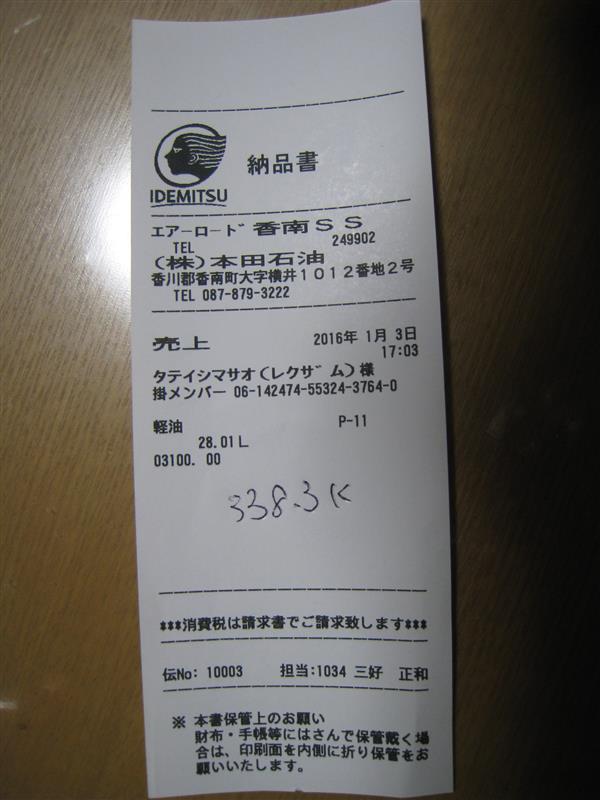 納品書
IDEMITSU
エアーロード 香南SS
TEL 249902
(株)本田石油
香川郡香南町大字横井1012番地2号
TEL 087-879-3222
売上 2016年 1月 3日
17:03
タテイシマサオ(レクザム)様
掛メンバー 06-142474-55324-3764-0
軽油 P-11
28.01L
03100. 00
338.3K
***消費税は請求書でご請求致します***
伝No: 10003 担当:1034 三好 正和
※ 本書保管上のお願い
財布・手帳等にはさんで保管戴く場
合は、印刷面を内側に折り保管をお
願いいたします。